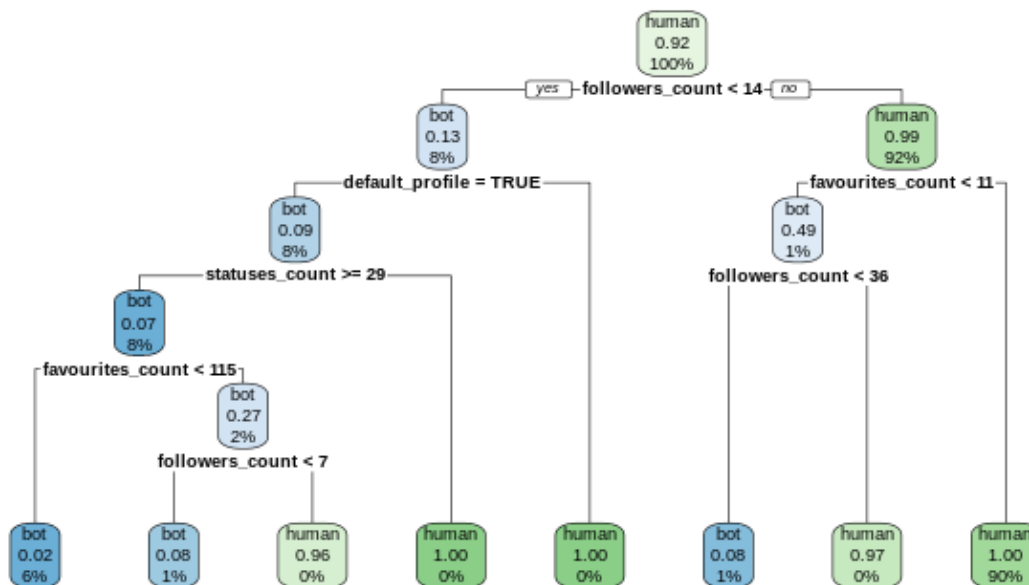 human
0.92
100%
yes followers_count < 14 no
bot
0.13
8%
human
0.99
92%
default_profile = TRUE
favourites_count < 11
bot
0.09
8%
bot
0.49
1%
statuses_count >= 29
followers_count < 36
bot
0.07
8%
favourites_count < 115
bot
0.27
2%
followers_count < 7
bot
0.02
6%
bot
0.08
1%
human
0.96
0%
human
1.00
0%
human
1.00
0%
bot
0.08
1%
human
0.97
0%
human
1.00
90%